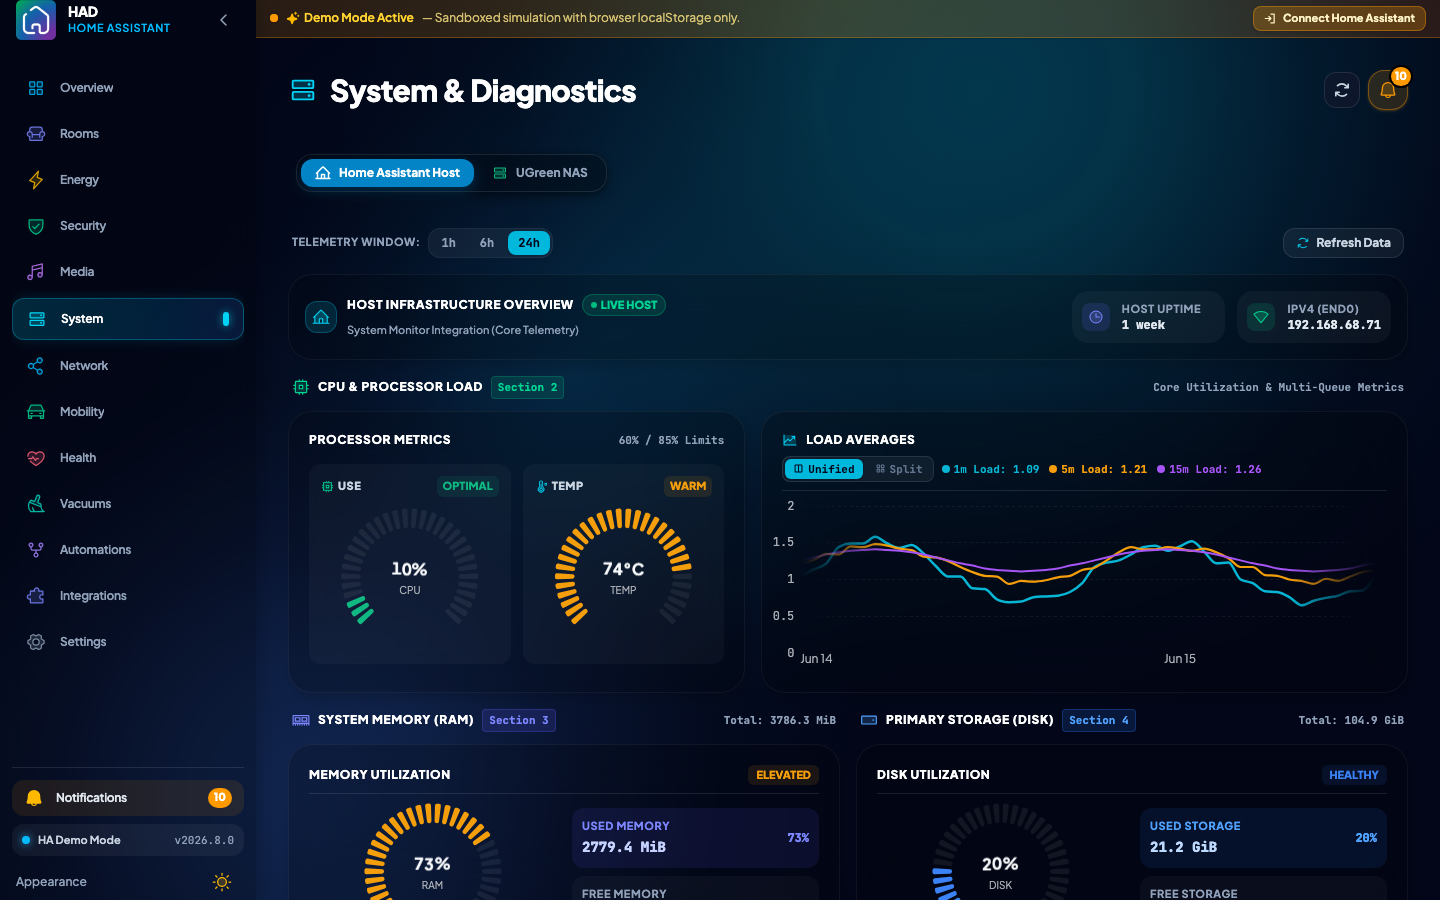 HAD
HOME ASSISTANT
Demo Mode Active — Sandboxed simulation with browser localStorage only.
Connect Home Assistant
Overview
Rooms
Energy
Security
Media
System
Network
Mobility
Health
Vacuums
Automations
Integrations
Settings
Notifications 10
HA Demo Mode v2026.8.0
Appearance
System & Diagnostics
10
Home Assistant Host UGreen NAS
TELEMETRY WINDOW: 1h 6h 24h
Refresh Data
HOST INFRASTRUCTURE OVERVIEW LIVE HOST
System Monitor Integration (Core Telemetry)
HOST UPTIME
1 week
IPV4 (END0)
192.168.68.71
CPU & PROCESSOR LOAD Section 2
Core Utilization & Multi-Queue Metrics
PROCESSOR METRICS 60% / 85% Limits
USE OPTIMAL
10%
CPU
TEMP WARM
74°C
TEMP
LOAD AVERAGES
Unified Split 1m Load: 1.09 5m Load: 1.21 15m Load: 1.26
2
1.5
1
0.5
0
Jun 14 Jun 15
SYSTEM MEMORY (RAM) Section 3 Total: 3786.3 MiB
MEMORY UTILIZATION ELEVATED
73%
RAM
USED MEMORY
2779.4 MiB
73%
FREE MEMORY
PRIMARY STORAGE (DISK) Section 4 Total: 104.9 GiB
DISK UTILIZATION HEALTHY
20%
DISK
USED STORAGE
21.2 GiB
20%
FREE STORAGE